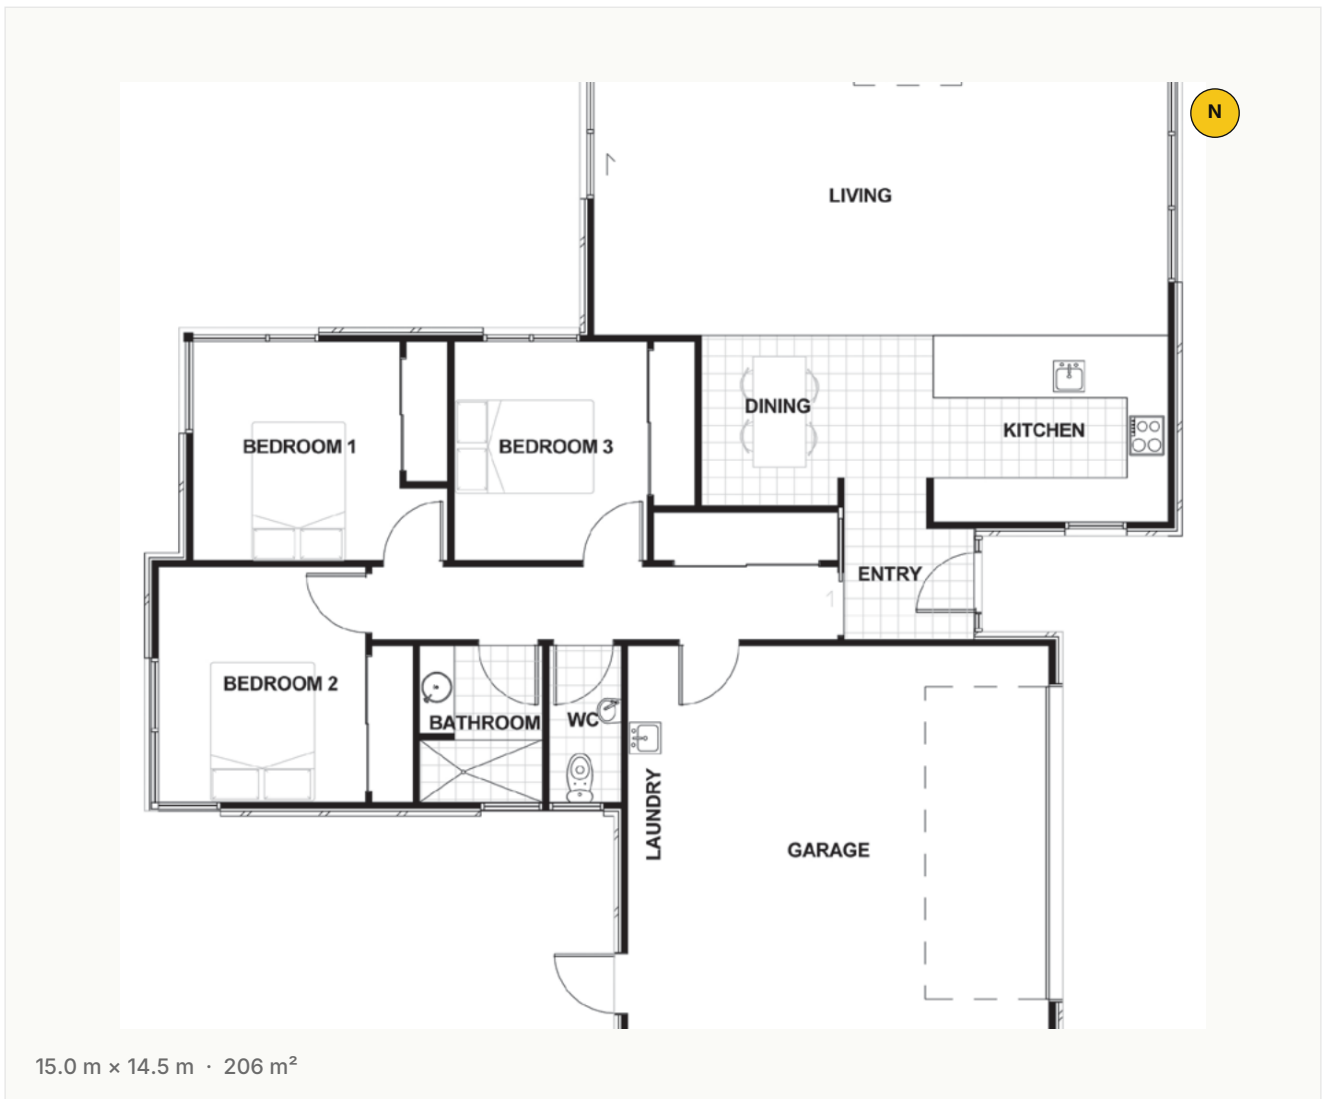 N
LIVING
DINING
KITCHEN
BEDROOM 1
BEDROOM 3
ENTRY
BEDROOM 2
BATHROOM
WC
LAUNDRY
GARAGE
15.0 m × 14.5 m · 206 m²